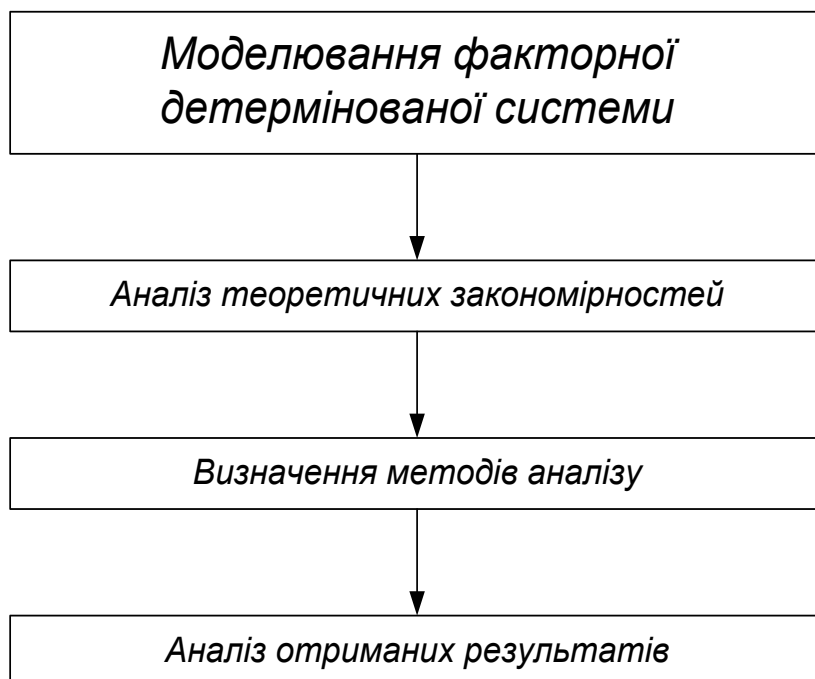 Моделювання факторної
детермінованої системи
Аналіз теоретичних закономірностей
Визначення методів аналізу
Аналіз отриманих результатів